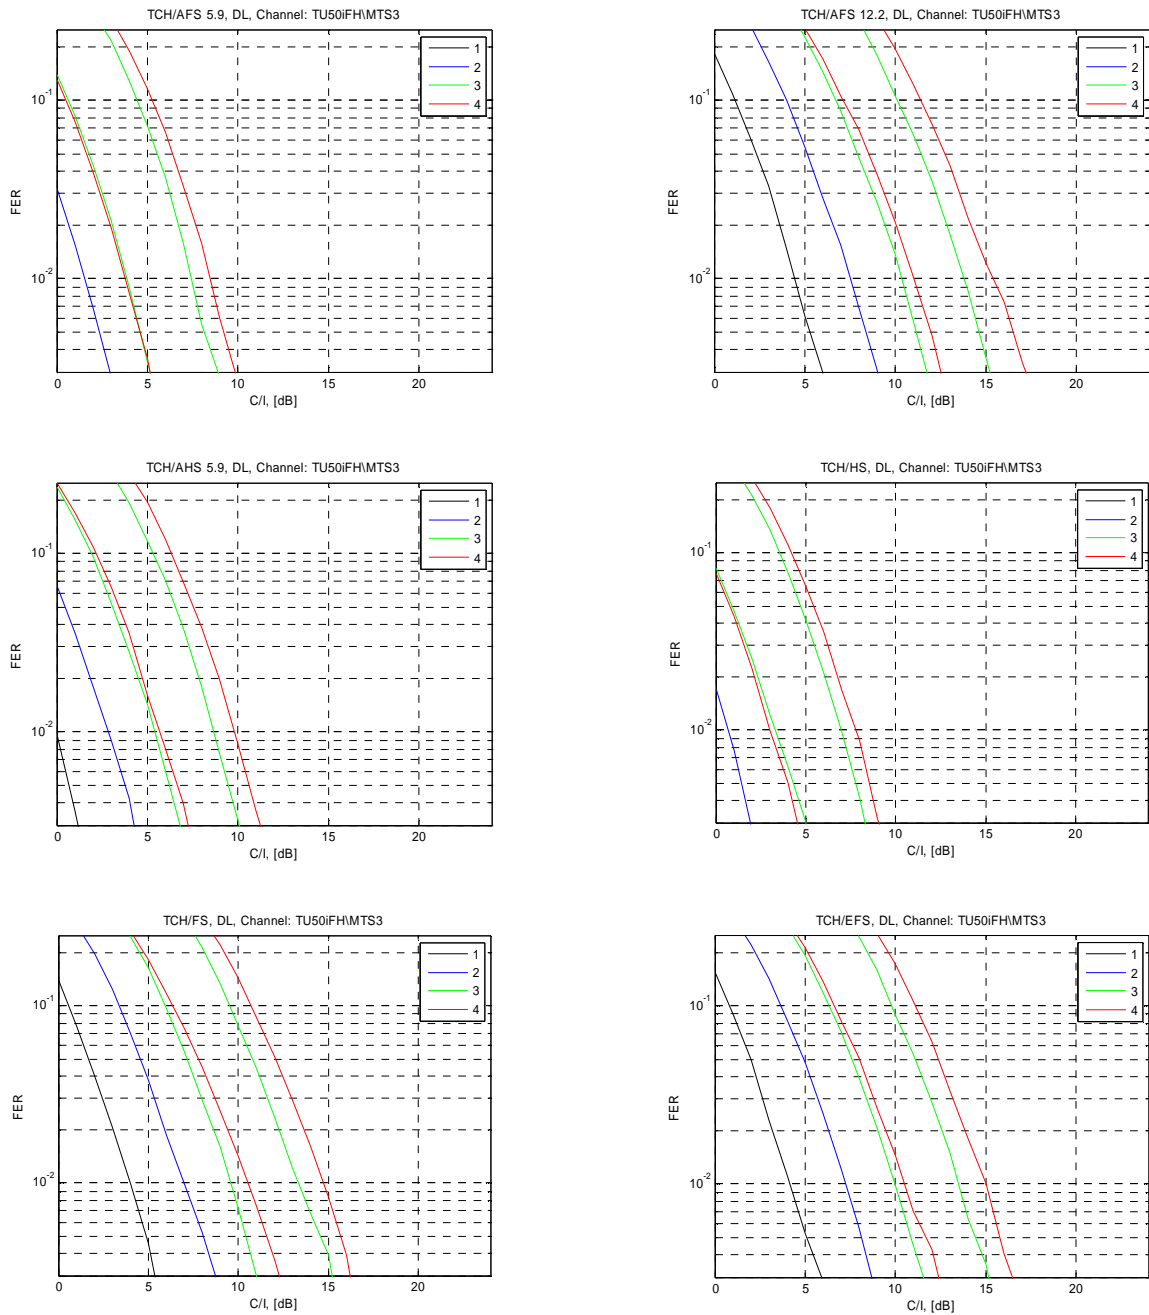 TCH/AFS 5.9, DL, Channel: TU50iFH\MTS3
1
2
3
4
10-1
10-2
FER
0 5 10 15 20
C/I, [dB]
TCH/AFS 12.2, DL, Channel: TU50iFH\MTS3
1
2
3
4
10-1
10-2
FER
0 5 10 15 20
C/I, [dB]
TCH/AHS 5.9, DL, Channel: TU50iFH\MTS3
1
2
3
4
10-1
10-2
FER
0 5 10 15 20
C/I, [dB]
TCH/HS, DL, Channel: TU50iFH\MTS3
1
2
3
4
10-1
10-2
FER
0 5 10 15 20
C/I, [dB]
TCH/FS, DL, Channel: TU50iFH\MTS3
1
2
3
4
10-1
10-2
FER
0 5 10 15 20
C/I, [dB]
TCH/EFS, DL, Channel: TU50iFH\MTS3
1
2
3
4
10-1
10-2
FER
0 5 10 15 20
C/I, [dB]